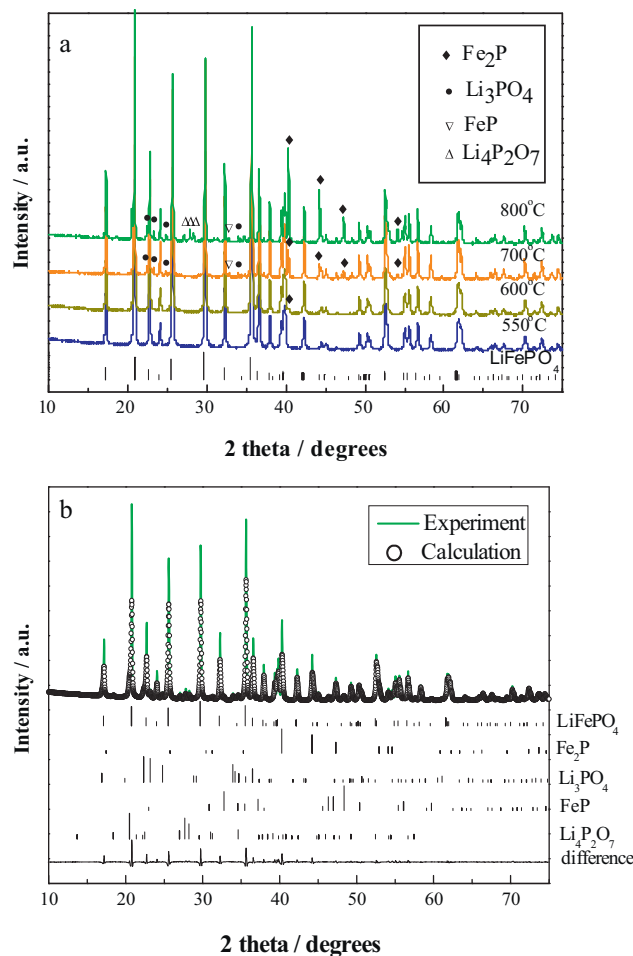 a
Fe2P
Li3PO4
FeP
Li4P2O7
Intensity / a.u.
800°C
700°C
600°C
550°C
LiFePO4
10 20 30 40 50 60 70
2 theta / degrees
b
Experiment
Calculation
Intensity / a.u.
LiFePO4
Fe2P
Li3PO4
FeP
Li4P2O7
difference
10 20 30 40 50 60 70
2 theta / degrees